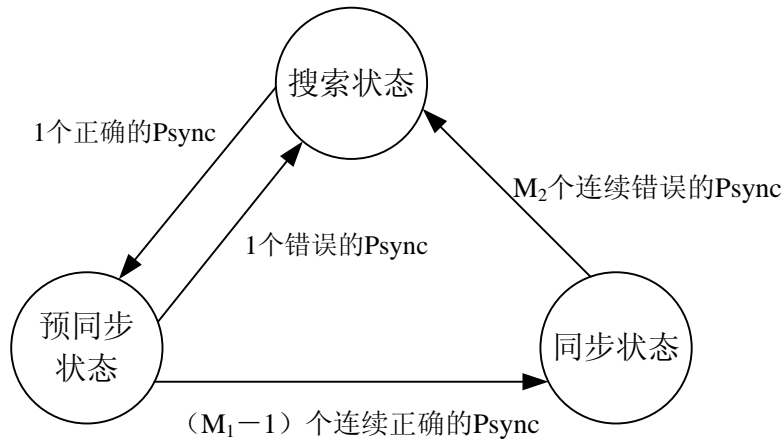 搜索状态
1个正确的Psync
M₂个连续错误的Psync
1个错误的Psync
预同步
状态
同步状态
（M₁－1）个连续正确的Psync